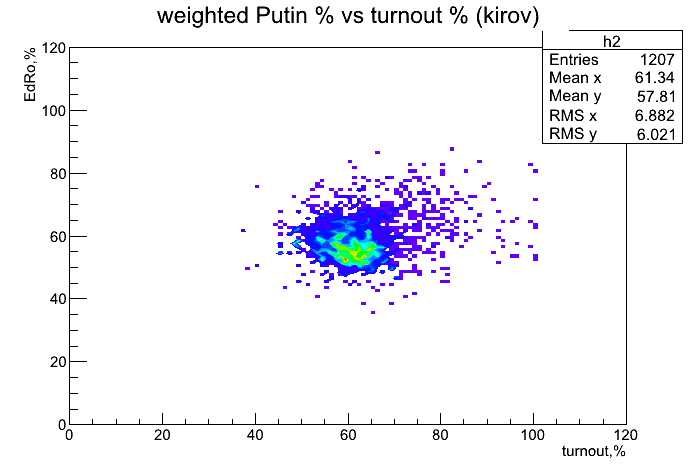 weighted Putin % vs turnout % (kirov)
h2
Entries 1207
Mean x 61.34
Mean y 57.81
RMS x 6.882
RMS y 6.021
EdRo,%
120
100
80
60
40
20
0
0 20 40 60 80 100 120
turnout,%